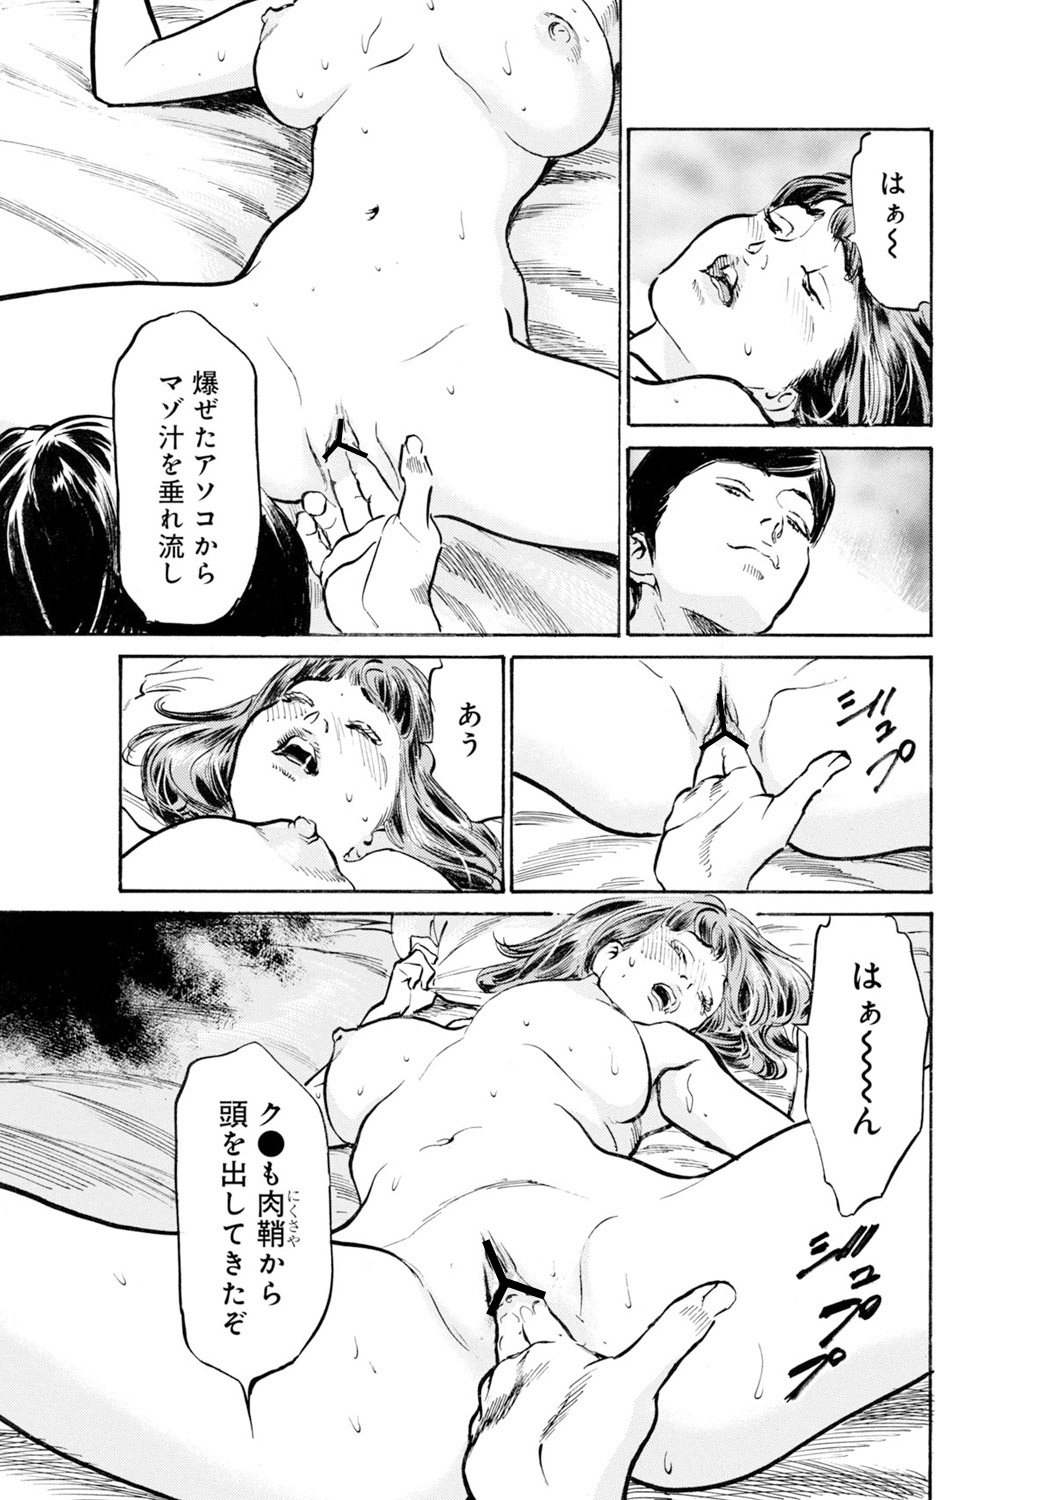 はぁ〜
爆ぜたアソコから
マゾ汁を垂れ流し
ジュプ
あう
はぁ〜〜〜ん
ク●も肉鞘から
にくさや
頭を出してきたぞ
ジュプププ